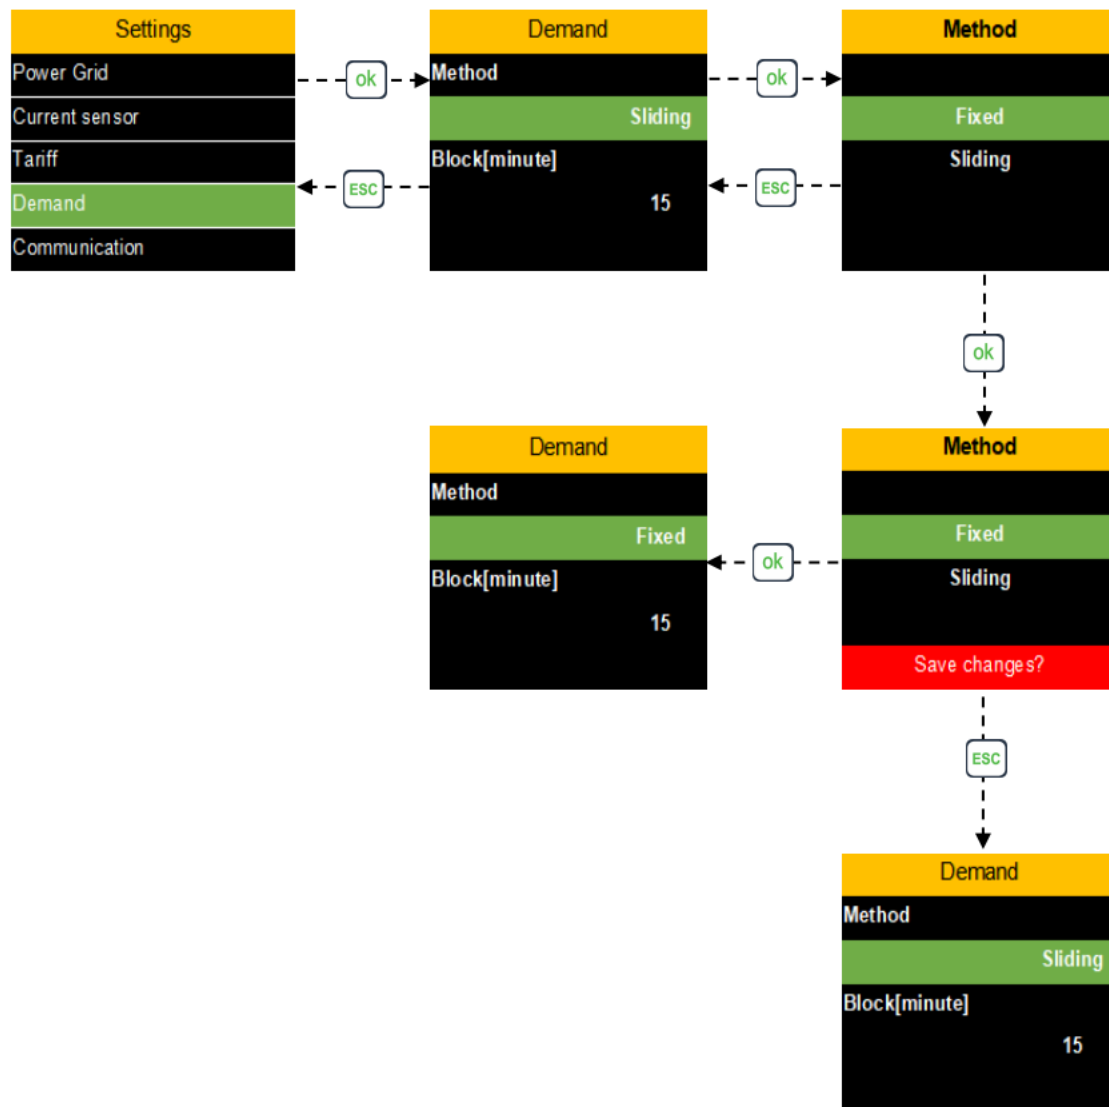 Settings
Power Grid
Current sensor
Tariff
Demand
Communication
ok
ESC
Demand
Method
Sliding
Block[minute]
15
ok
ESC
Method
Fixed
Sliding
ok
Method
Fixed
Sliding
Save changes?
ok
Demand
Method
Fixed
Block[minute]
15
ESC
Demand
Method
Sliding
Block[minute]
15